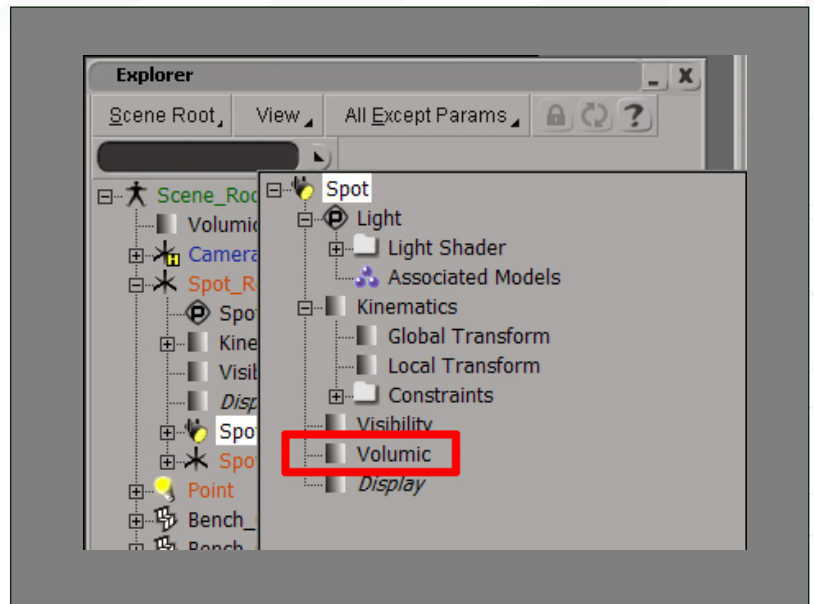 Explorer
Scene Root View All Except Params ?
Scene_Roo
Volumic
Camera
Spot_R
Spot
Kine
Visib
Disp
Spot
Spot
Point
Bench_
Bench
Spot
Light
Light Shader
Associated Models
Kinematics
Global Transform
Local Transform
Constraints
Visibility
Volumic
Display